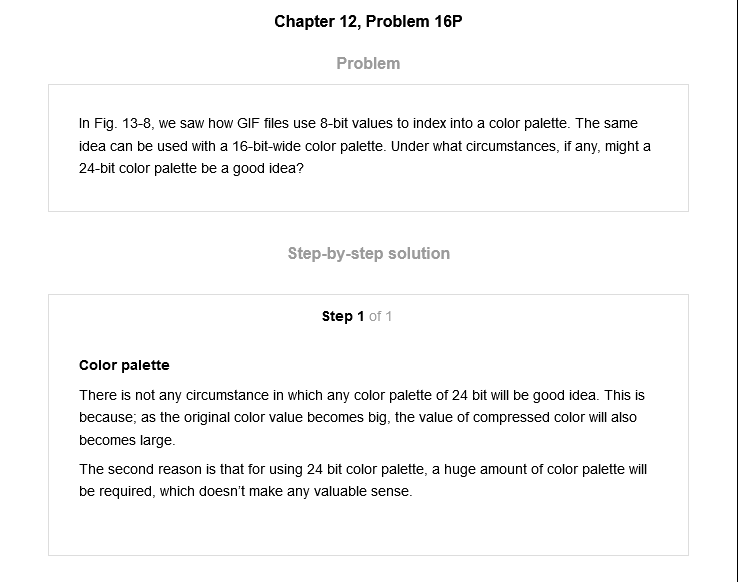 Chapter 12, Problem 16P
Problem
In Fig. 13-8, we saw how GIF files use 8-bit values to index into a color palette. The same
idea can be used with a 16-bit-wide color palette. Under what circumstances, if any, might a
24-bit color palette be a good idea?
Step-by-step solution
Step 1 of 1
Color palette
There is not any circumstance in which any color palette of 24 bit will be good idea. This is
because; as the original color value becomes big, the value of compressed color will also
becomes large.
The second reason is that for using 24 bit color palette, a huge amount of color palette will
be required, which doesn't make any valuable sense.